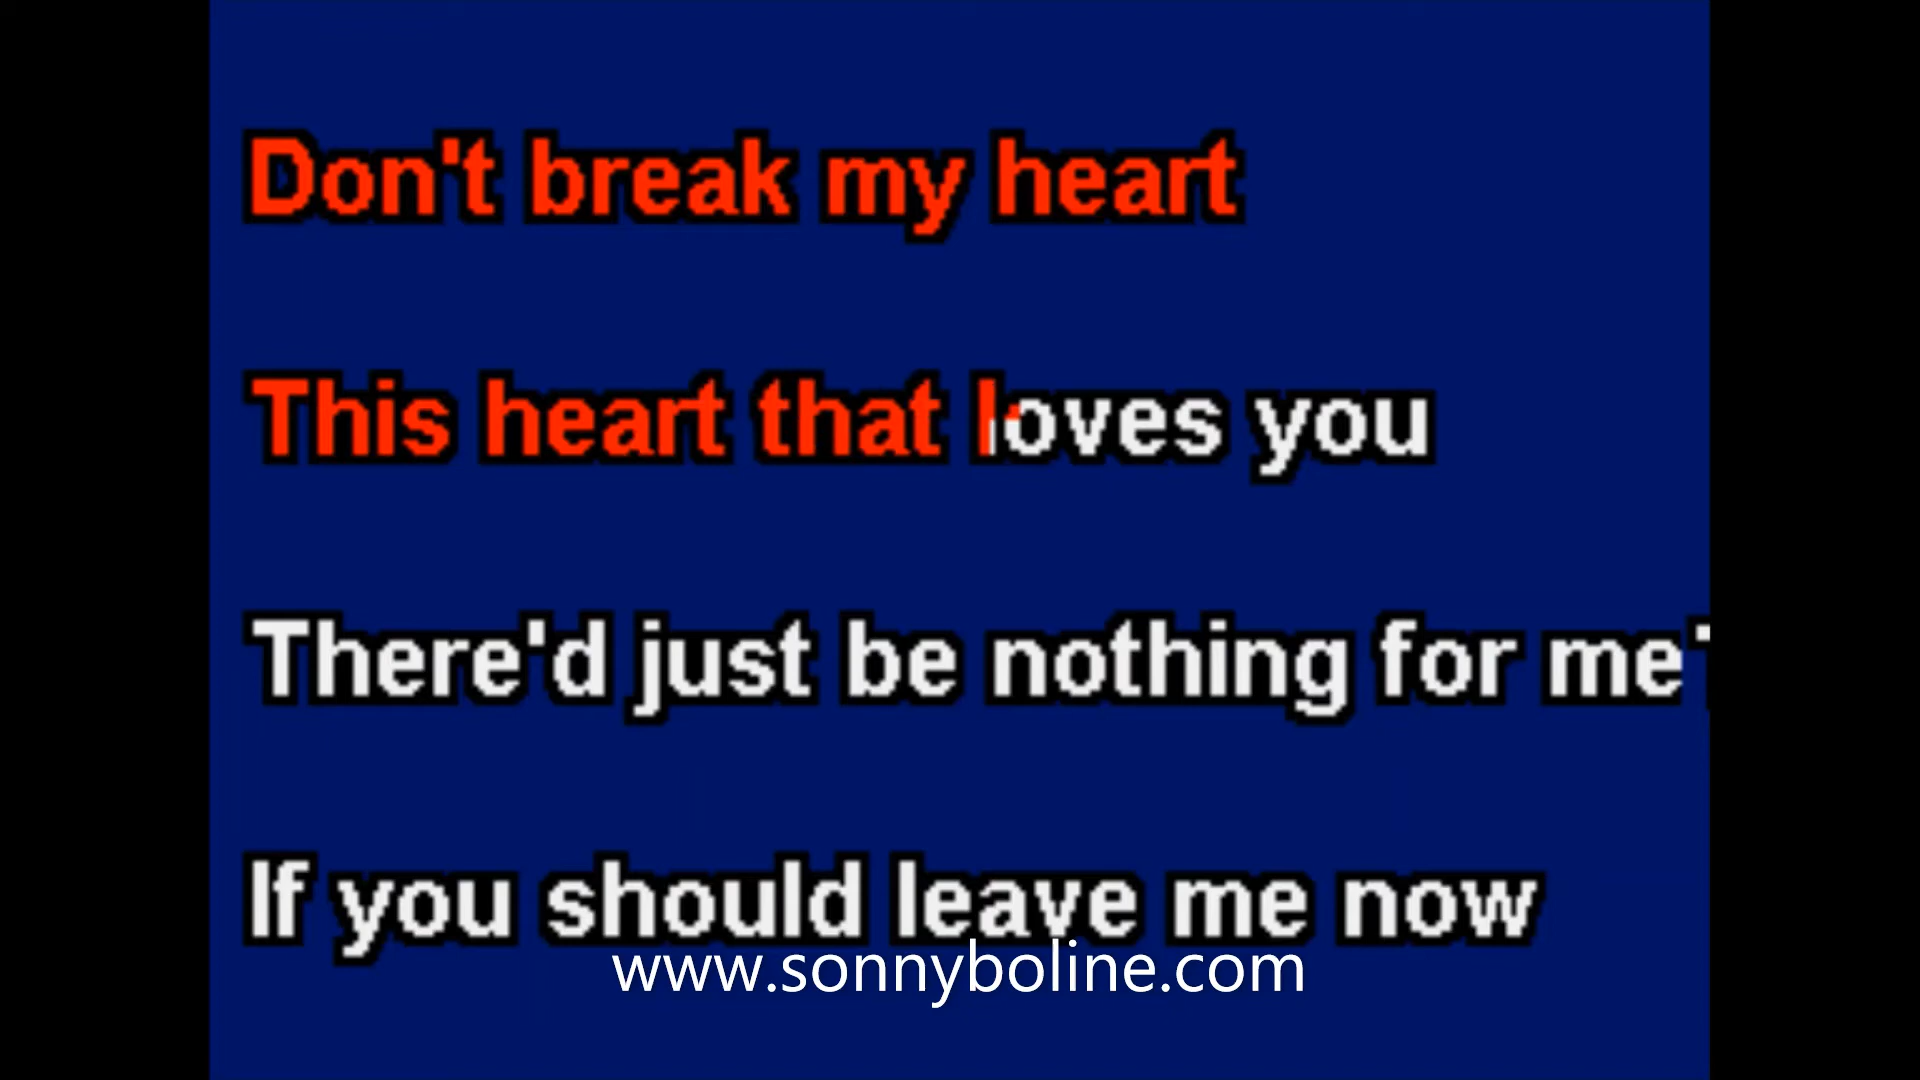 Don't break my heart
This heart that loves you
There'd just be nothing for me
If you should leave me now
www.sonnyboline.com